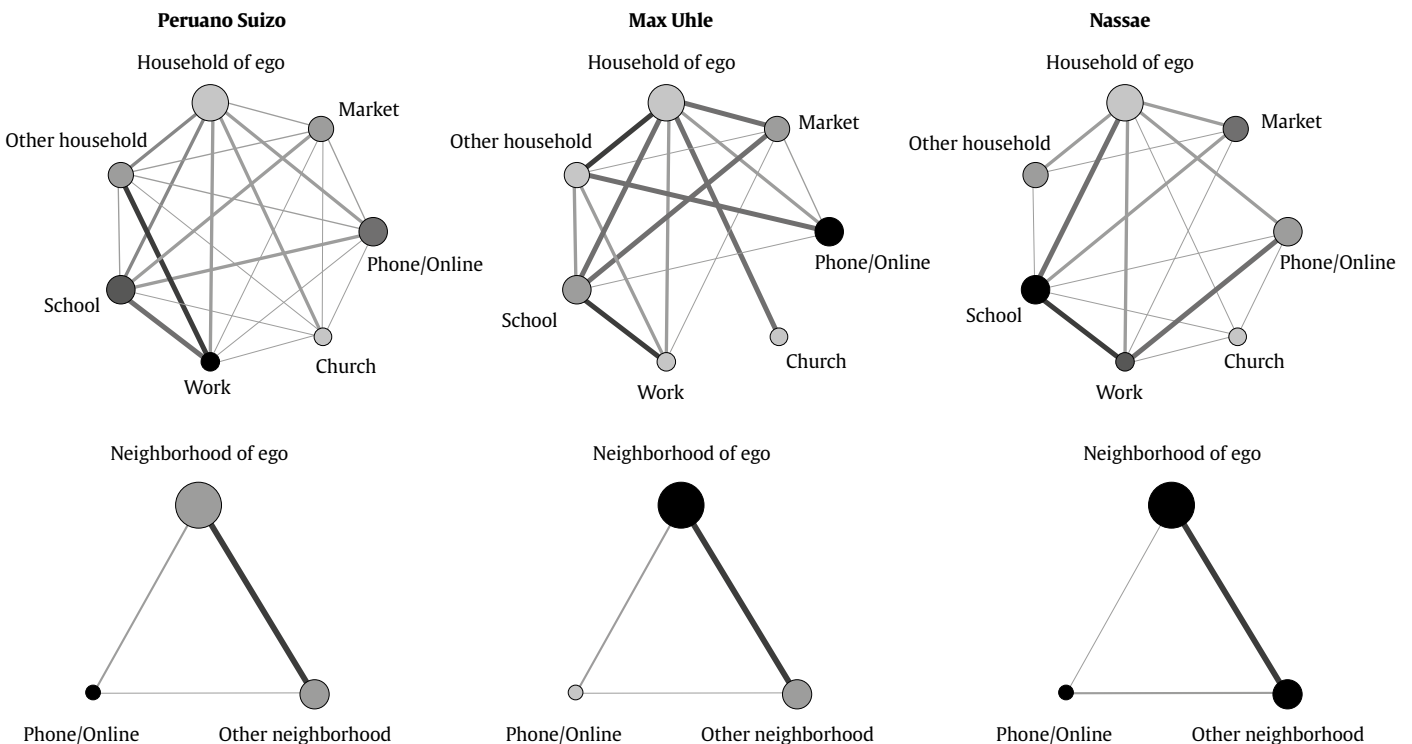 Peruano Suizo
Household of ego
Market
Other household
Phone/Online
School
Church
Work
Max Uhle
Household of ego
Market
Other household
Phone/Online
School
Church
Work
Nassae
Household of ego
Market
Other household
Phone/Online
School
Church
Work
Neighborhood of ego
Phone/Online
Other neighborhood
Neighborhood of ego
Phone/Online
Other neighborhood
Neighborhood of ego
Phone/Online
Other neighborhood